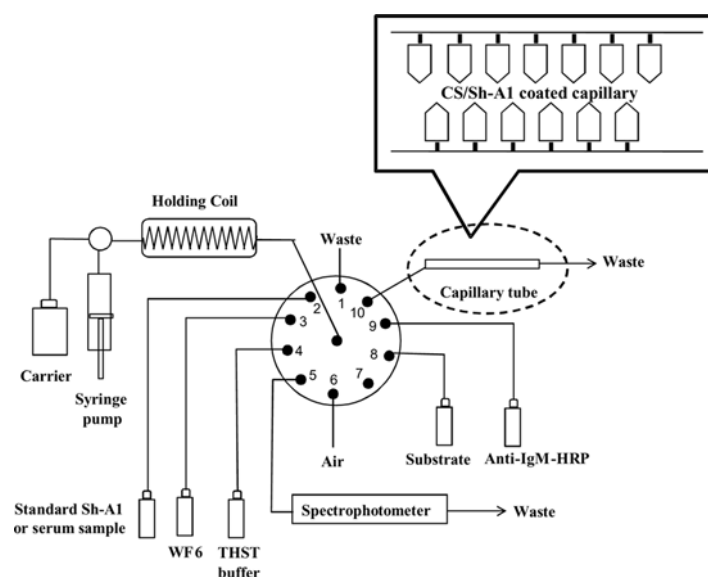 CS/Sh-A1 coated capillary
Holding Coil
Waste
Waste
Capillary tube
1
2
3
4
5
6
7
8
9
10
Carrier
Syringe
pump
Air
Substrate
Anti-IgM-HRP
Standard Sh-A1
or serum sample
WF6
THST
buffer
Spectrophotometer
Waste